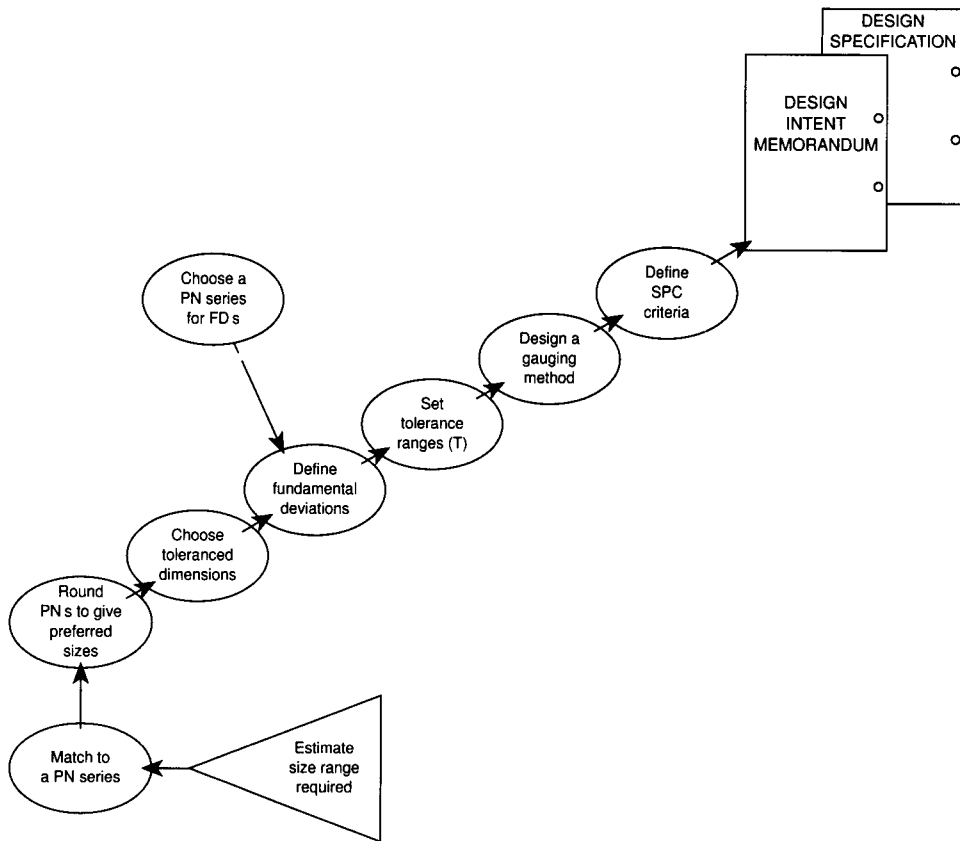 DESIGN
SPECIFICATION
DESIGN
INTENT
MEMORANDUM
Define
SPC
criteria
Choose a
PN series
for FD s
Design a
gauging
method
Set
tolerance
ranges (T)
Define
fundamental
deviations
Choose
toleranced
dimensions
Round
PN s to give
preferred
sizes
Match to
a PN series
Estimate
size range
required